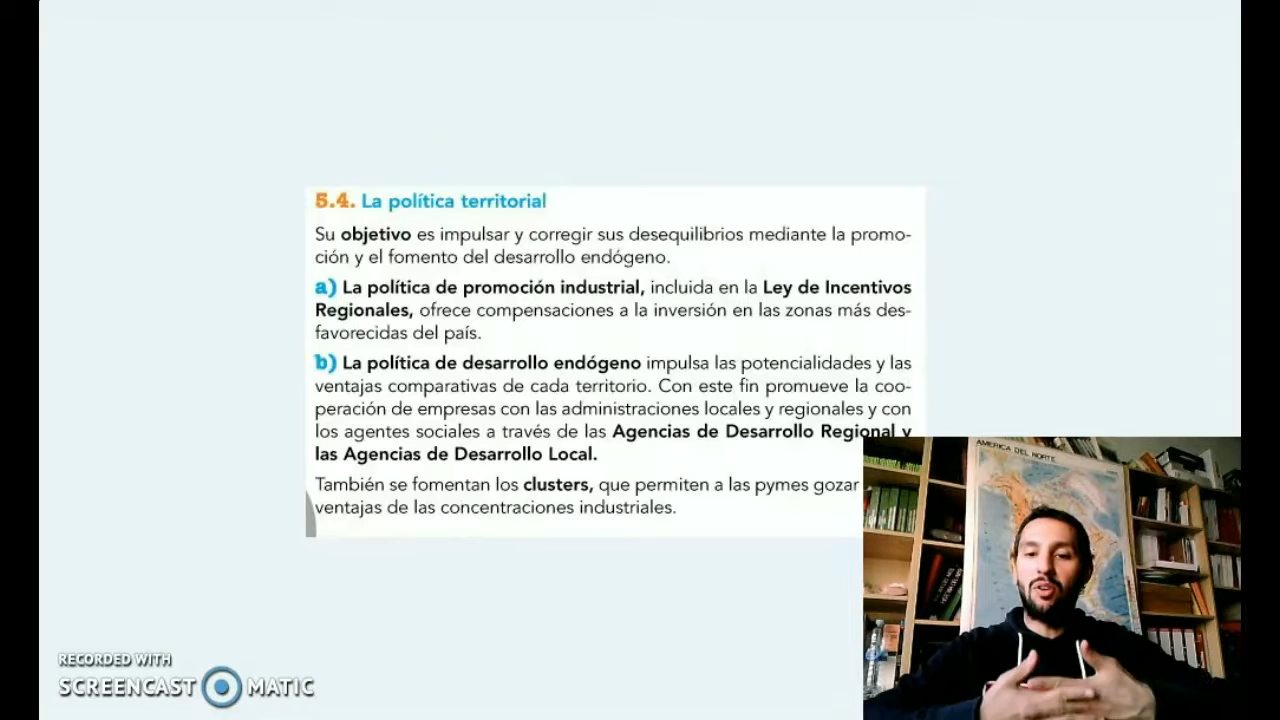 5.4. La política territorial
Su objetivo es impulsar y corregir sus desequilibrios mediante la promo-
ción y el fomento del desarrollo endógeno.
a) La política de promoción industrial, incluida en la Ley de Incentivos
Regionales, ofrece compensaciones a la inversión en las zonas más des-
favorecidas del país.
b) La política de desarrollo endógeno impulsa las potencialidades y las
ventajas comparativas de cada territorio. Con este fin promueve la coo-
peración de empresas con las administraciones locales y regionales y con
los agentes sociales a través de las Agencias de Desarrollo Regional y
las Agencias de Desarrollo Local.
También se fomentan los clusters, que permiten a las pymes gozar
ventajas de las concentraciones industriales.
AMERICA DEL NORTE
RECORDED WITH
SCREENCAST MATIC